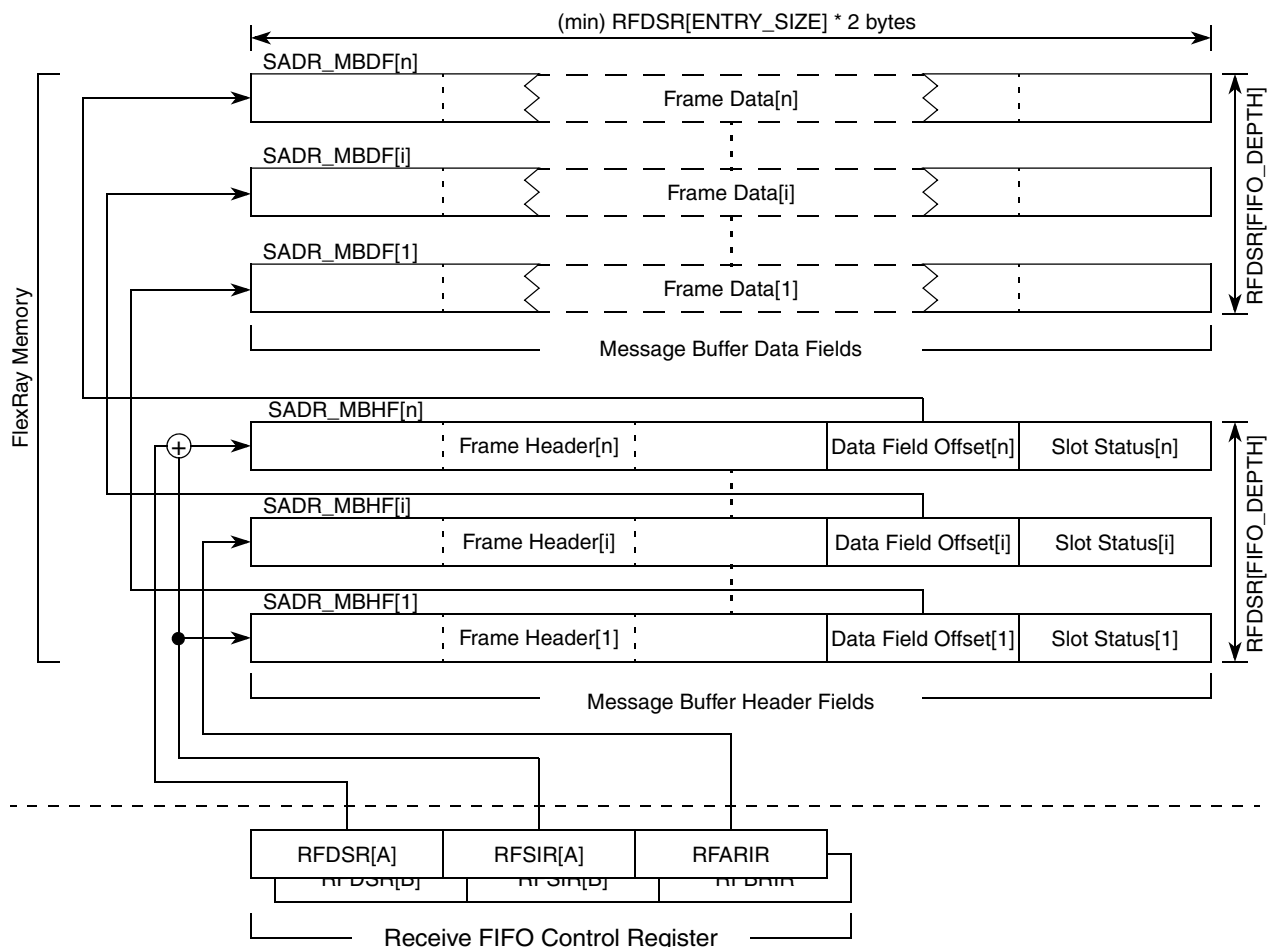 (min) RFDSR[ENTRY_SIZE] * 2 bytes
SADR_MBDF[n]
Frame Data[n]
SADR_MBDF[i]
Frame Data[i]
SADR_MBDF[1]
Frame Data[1]
RFDSR[FIFO_DEPTH]
Message Buffer Data Fields
FlexRay Memory
SADR_MBHF[n]
Frame Header[n] Data Field Offset[n] Slot Status[n]
SADR_MBHF[i]
Frame Header[i] Data Field Offset[i] Slot Status[i]
SADR_MBHF[1]
Frame Header[1] Data Field Offset[1] Slot Status[1]
RFDSR[FIFO_DEPTH]
Message Buffer Header Fields
RFDSR[A] RFSIR[A] RFARIR
RFDSR[B] RFSIR[B] RFBRIR
Receive FIFO Control Register